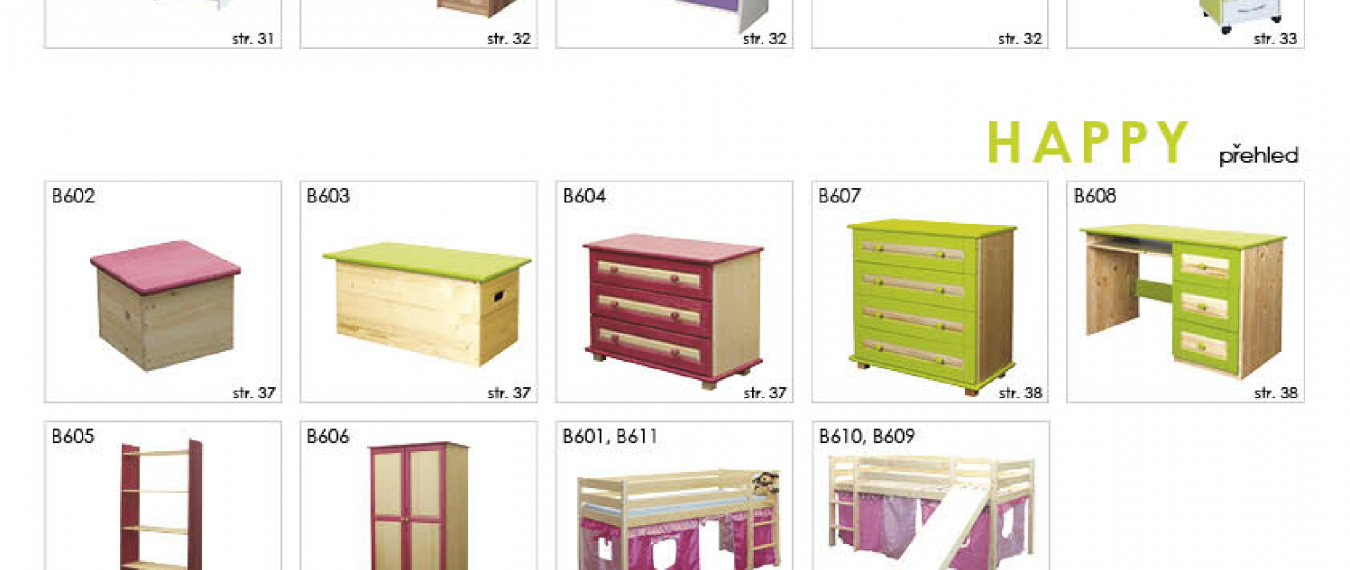 str. 31
str. 32
str. 32
str. 32
str. 33
HAPPY přehled
B602
B603
B604
B607
B608
str. 37
str. 37
str. 37
str. 38
str. 38
B605
B606
B601, B611
B610, B609